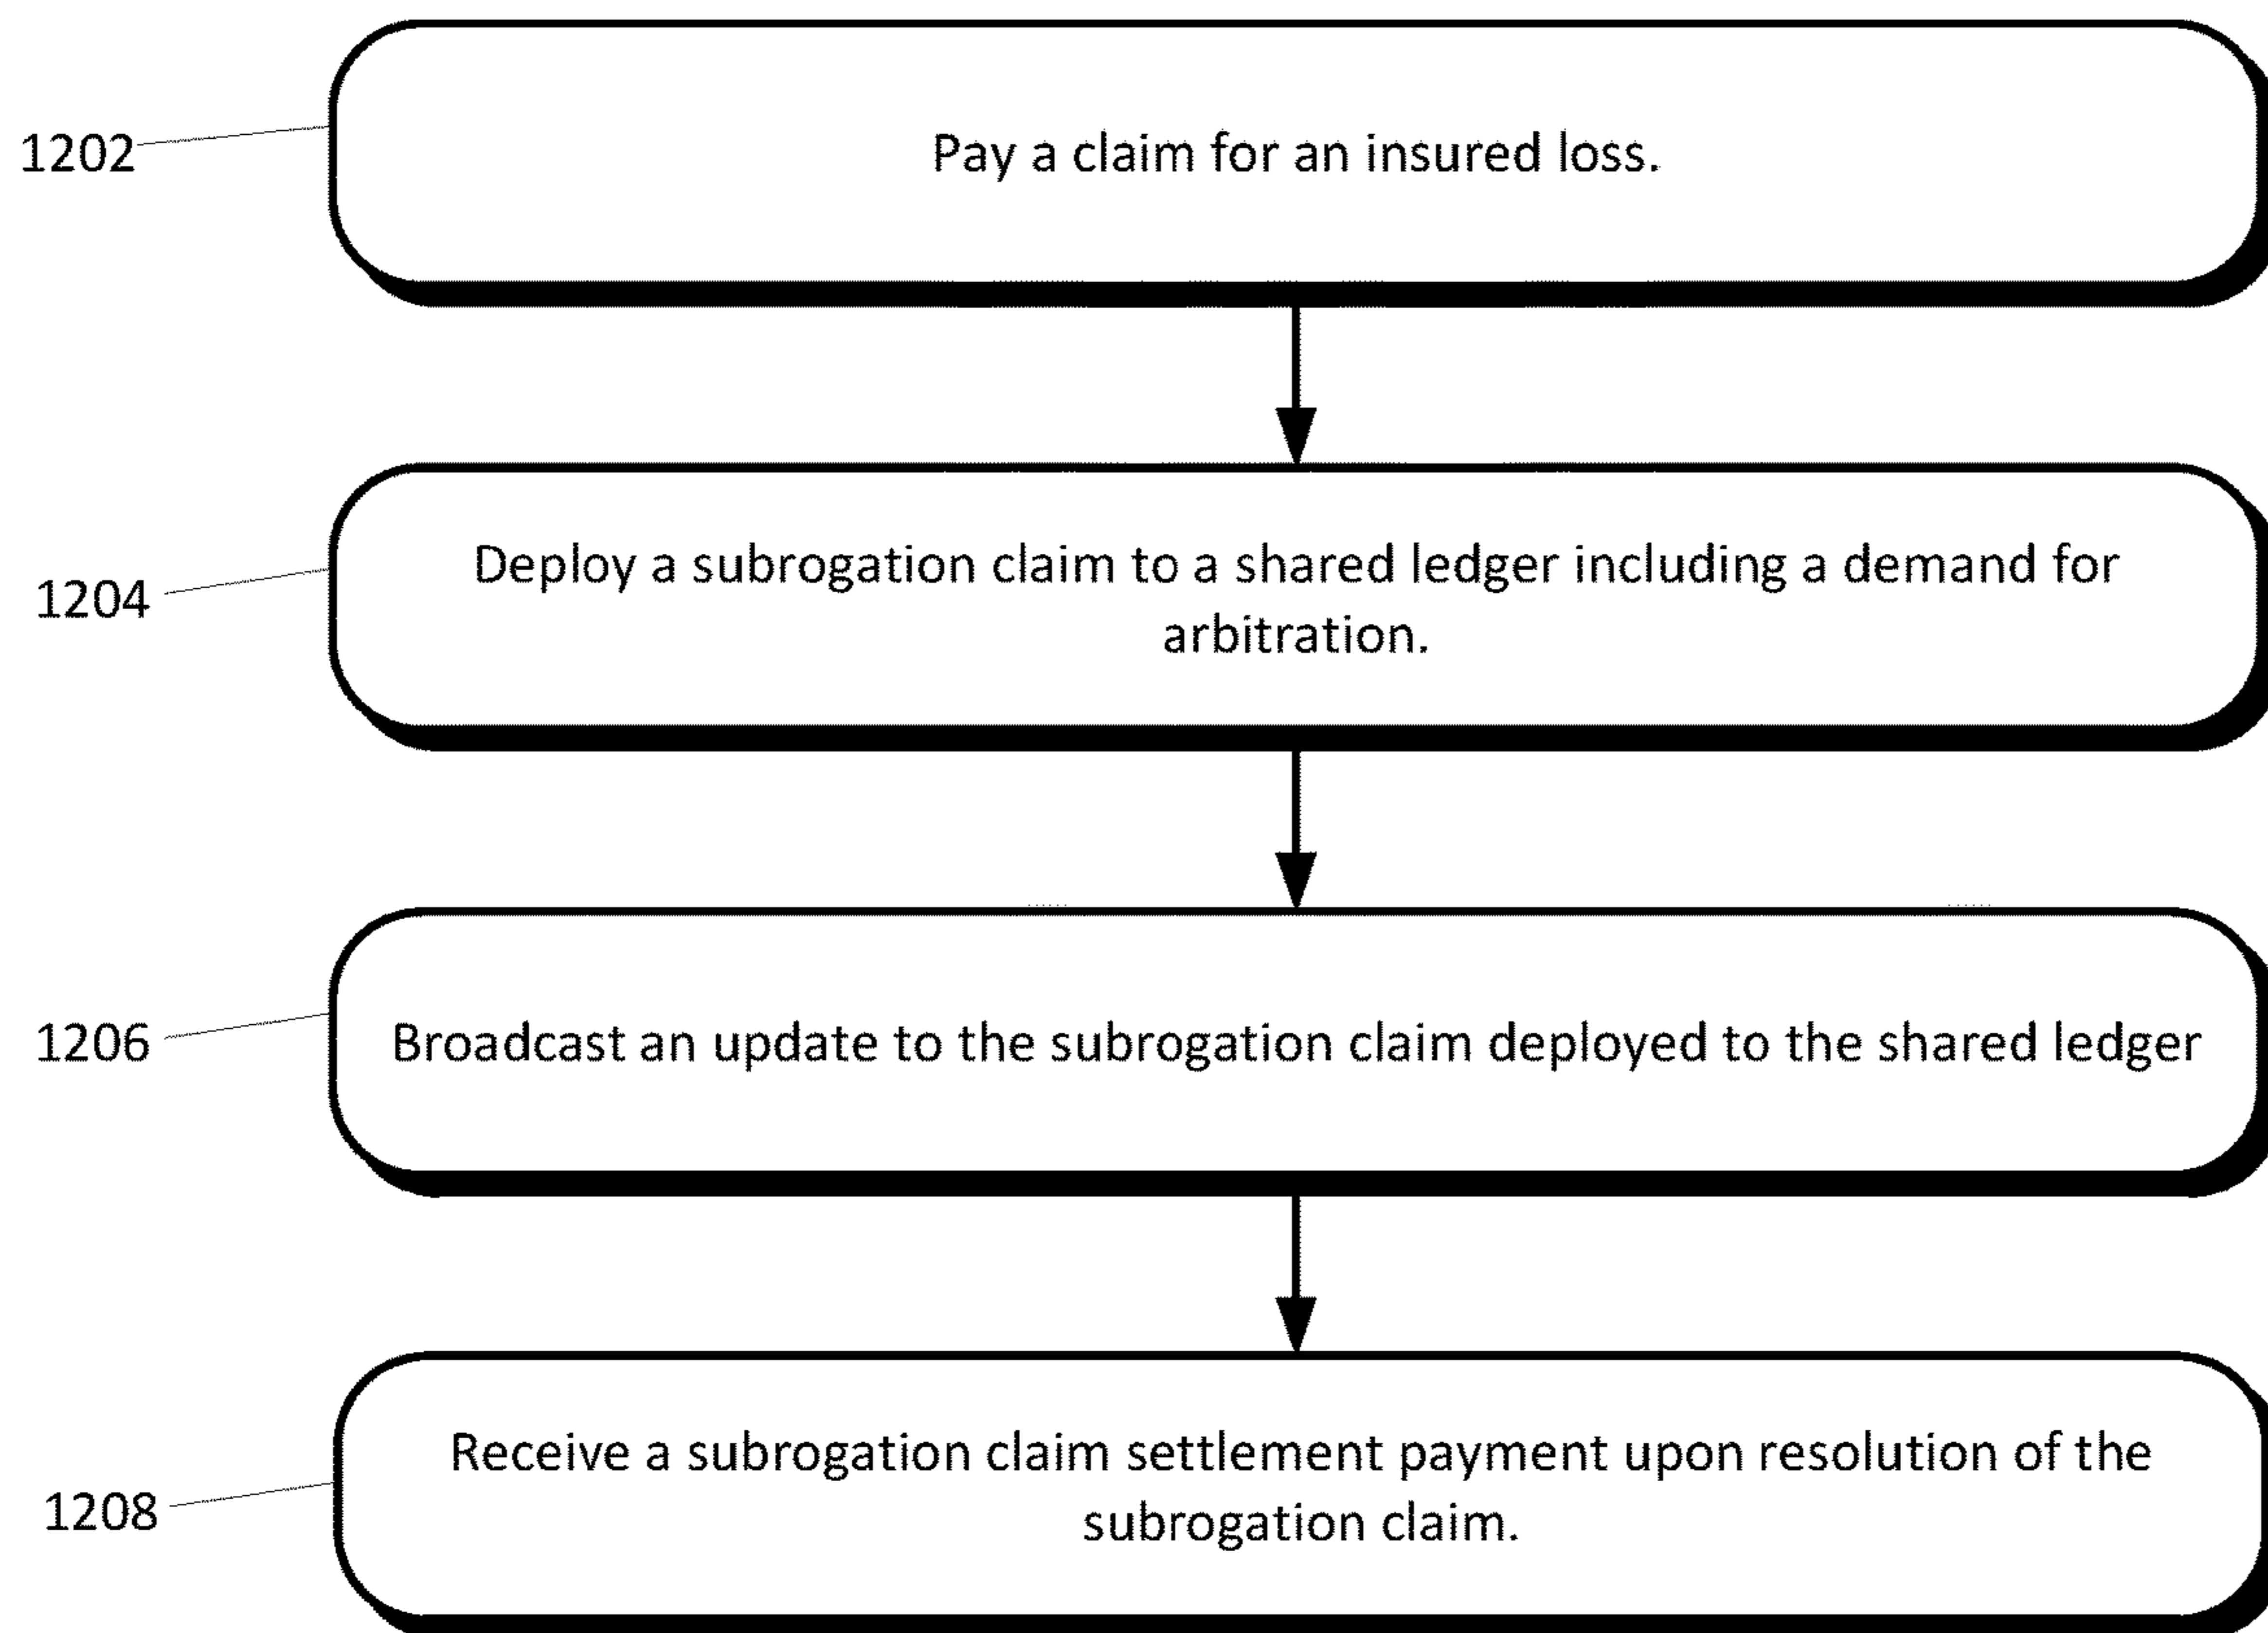 1202
Pay a claim for an insured loss.
1204
Deploy a subrogation claim to a shared ledger including a demand for
arbitration.
1206
Broadcast an update to the subrogation claim deployed to the shared ledger
1208
Receive a subrogation claim settlement payment upon resolution of the
subrogation claim.